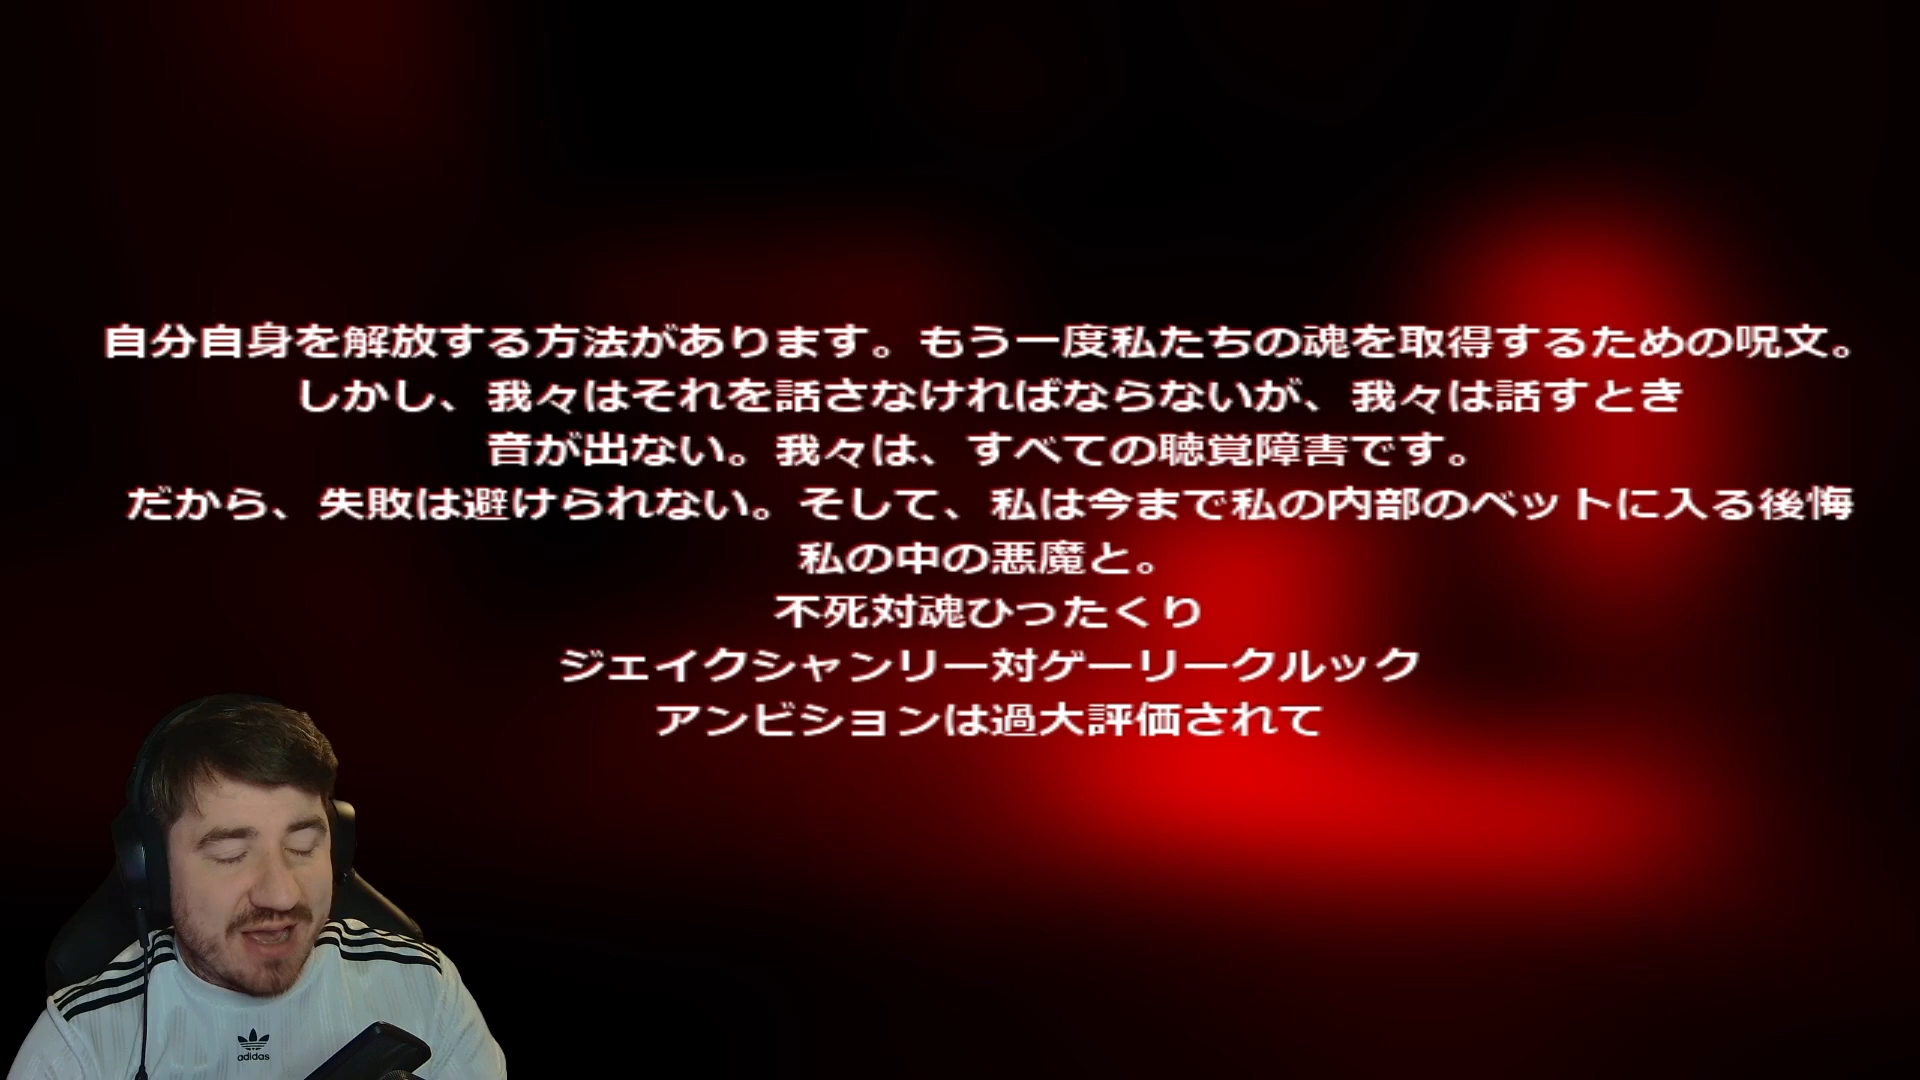 自分自身を解放する方法があります。もう一度私たちの魂を取得するための呪文。
しかし、我々はそれを話さなければならないが、我々は話すとき
音が出ない。我々は、すべての聴覚障害です。
だから、失敗は避けられない。そして、私は今まで私の内部のベットに入る後悔
私の中の悪魔と。
不死対魂ひったくり
ジェイクシャンリー対ゲーリークルック
アンビションは過大評価されて
adidas